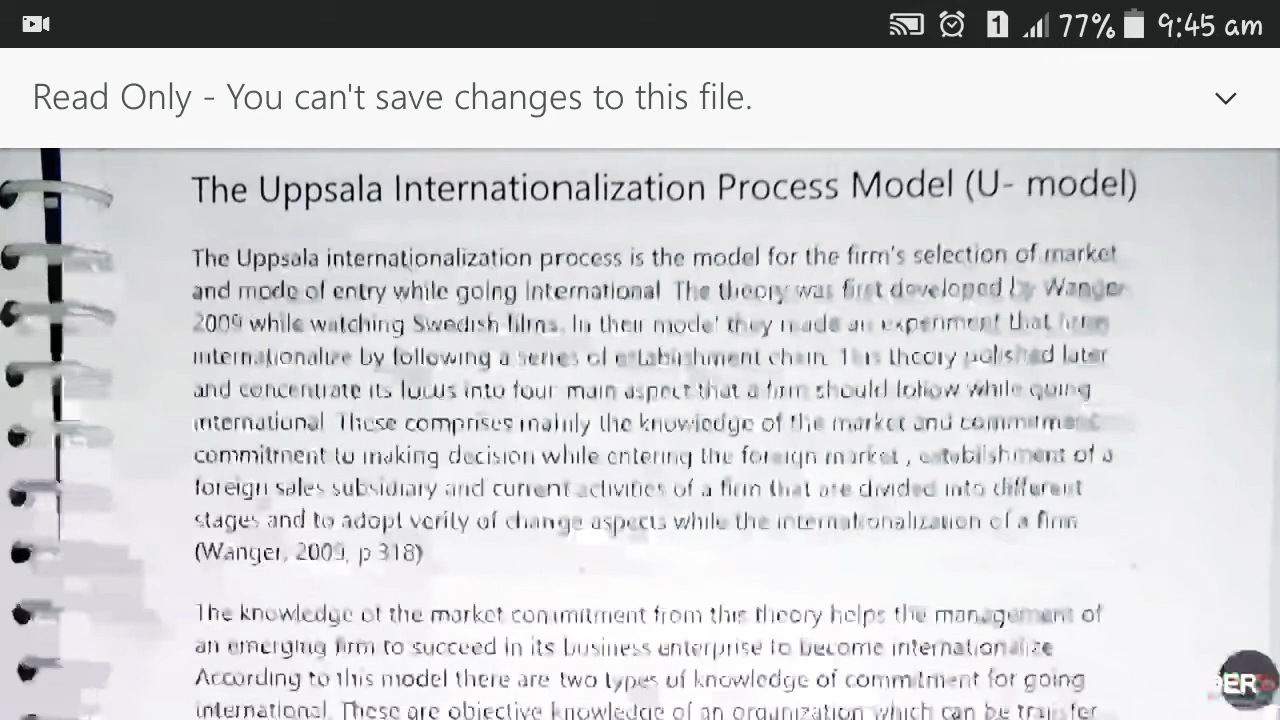 1 77% 9:45 am
Read Only - You can't save changes to this file.
The Uppsala Internationalization Process Model (U- model)
The Uppsala internationalization process is the model for the firm's selection of market
and mode of entry while going international The theory was first developed by Wanger
2009 while watching Swedish films. In their model they made an experiment that firms
internationalize by following a series of establishment chain. This theory polished later
and concentrate its focus into four main aspect that a firm should follow while going
international These comprises mainly the knowledge of the market and
commitment to making decision while entering the foreign market , establishment of a
foreign sales subsidiary and current activities of a firm that are divided into different
stages and to adopt verity of change aspects while the internationalization of a firm
(Wanger, 2009, p 318)
The knowledge of the market commitment from this theory helps the management of
an emerging firm to succeed in its business enterprise to become internationalize
According to this model there are two types of knowledge of commitment for going
international. These are objective knowledge of an organization which can be transfer
ER